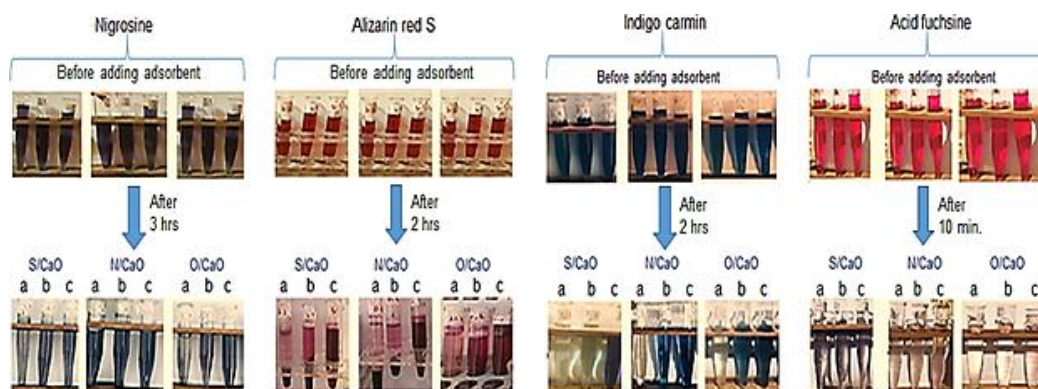 Nigrosine
Before adding adsorbent
After
3 hrs
S/CaO N/CaO O/CaO
a b c a b c a b c
Alizarin red S
Before adding adsorbent
After
2 hrs
S/CaO N/CaO O/CaO
a b c a b c a b c
Indigo carmin
Before adding adsorbent
After
2 hrs
S/CaO N/CaO O/CaO
a b c a b c a b c
Acid fuchsine
Before adding adsorbent
After
10 min.
S/CaO N/CaO O/CaO
a b c a b c a b c